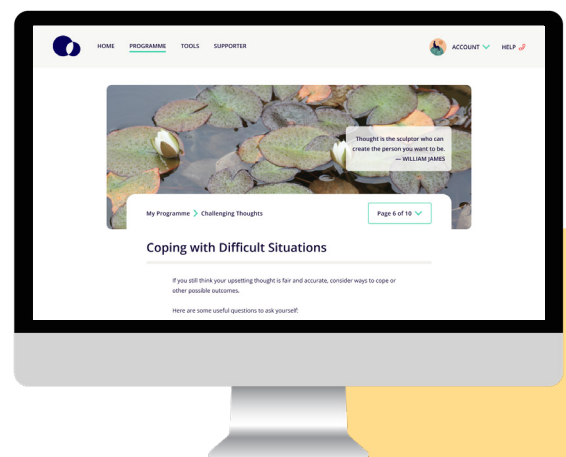 HOME PROGRAMME TOOLS SUPPORTER ACCOUNT HELP
Thought is the sculptor who can
create the person you want to be.
— WILLIAM JAMES
My Programme Challenging Thoughts Page 6 of 10
Coping with Difficult Situations
If you still think your upsetting thought is fair and accurate, consider ways to cope or
other possible outcomes.
Here are some useful questions to ask yourself: